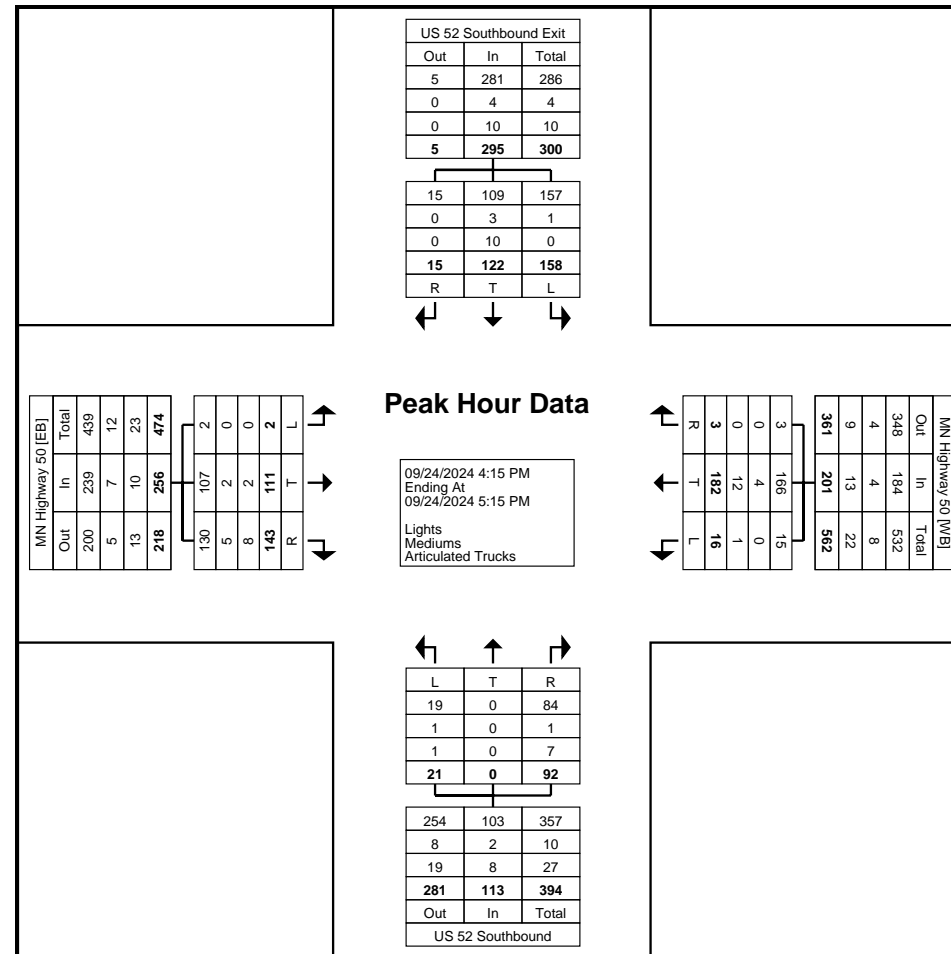 US 52 Southbound Exit
Out In Total
5 281 286
0 4 4
0 10 10
5 295 300
15 109 157
0 3 1
0 10 0
15 122 158
R T L
MN Highway 50 [EB]
Total In Out
439 239 200
12 7 5
23 10 13
474 256 218
2 107 130
0 2 5
0 2 8
2 111 143
L T R
Peak Hour Data
09/24/2024 4:15 PM
Ending At
09/24/2024 5:15 PM
Lights
Mediums
Articulated Trucks
MN Highway 50 [WB]
Out In Total
348 184 532
4 4 8
9 13 22
361 201 562
3 166 15
0 4 0
0 12 1
3 182 16
R T L
L T R
19 0 84
1 0 1
1 0 7
21 0 92
254 103 357
8 2 10
19 8 27
281 113 394
Out In Total
US 52 Southbound